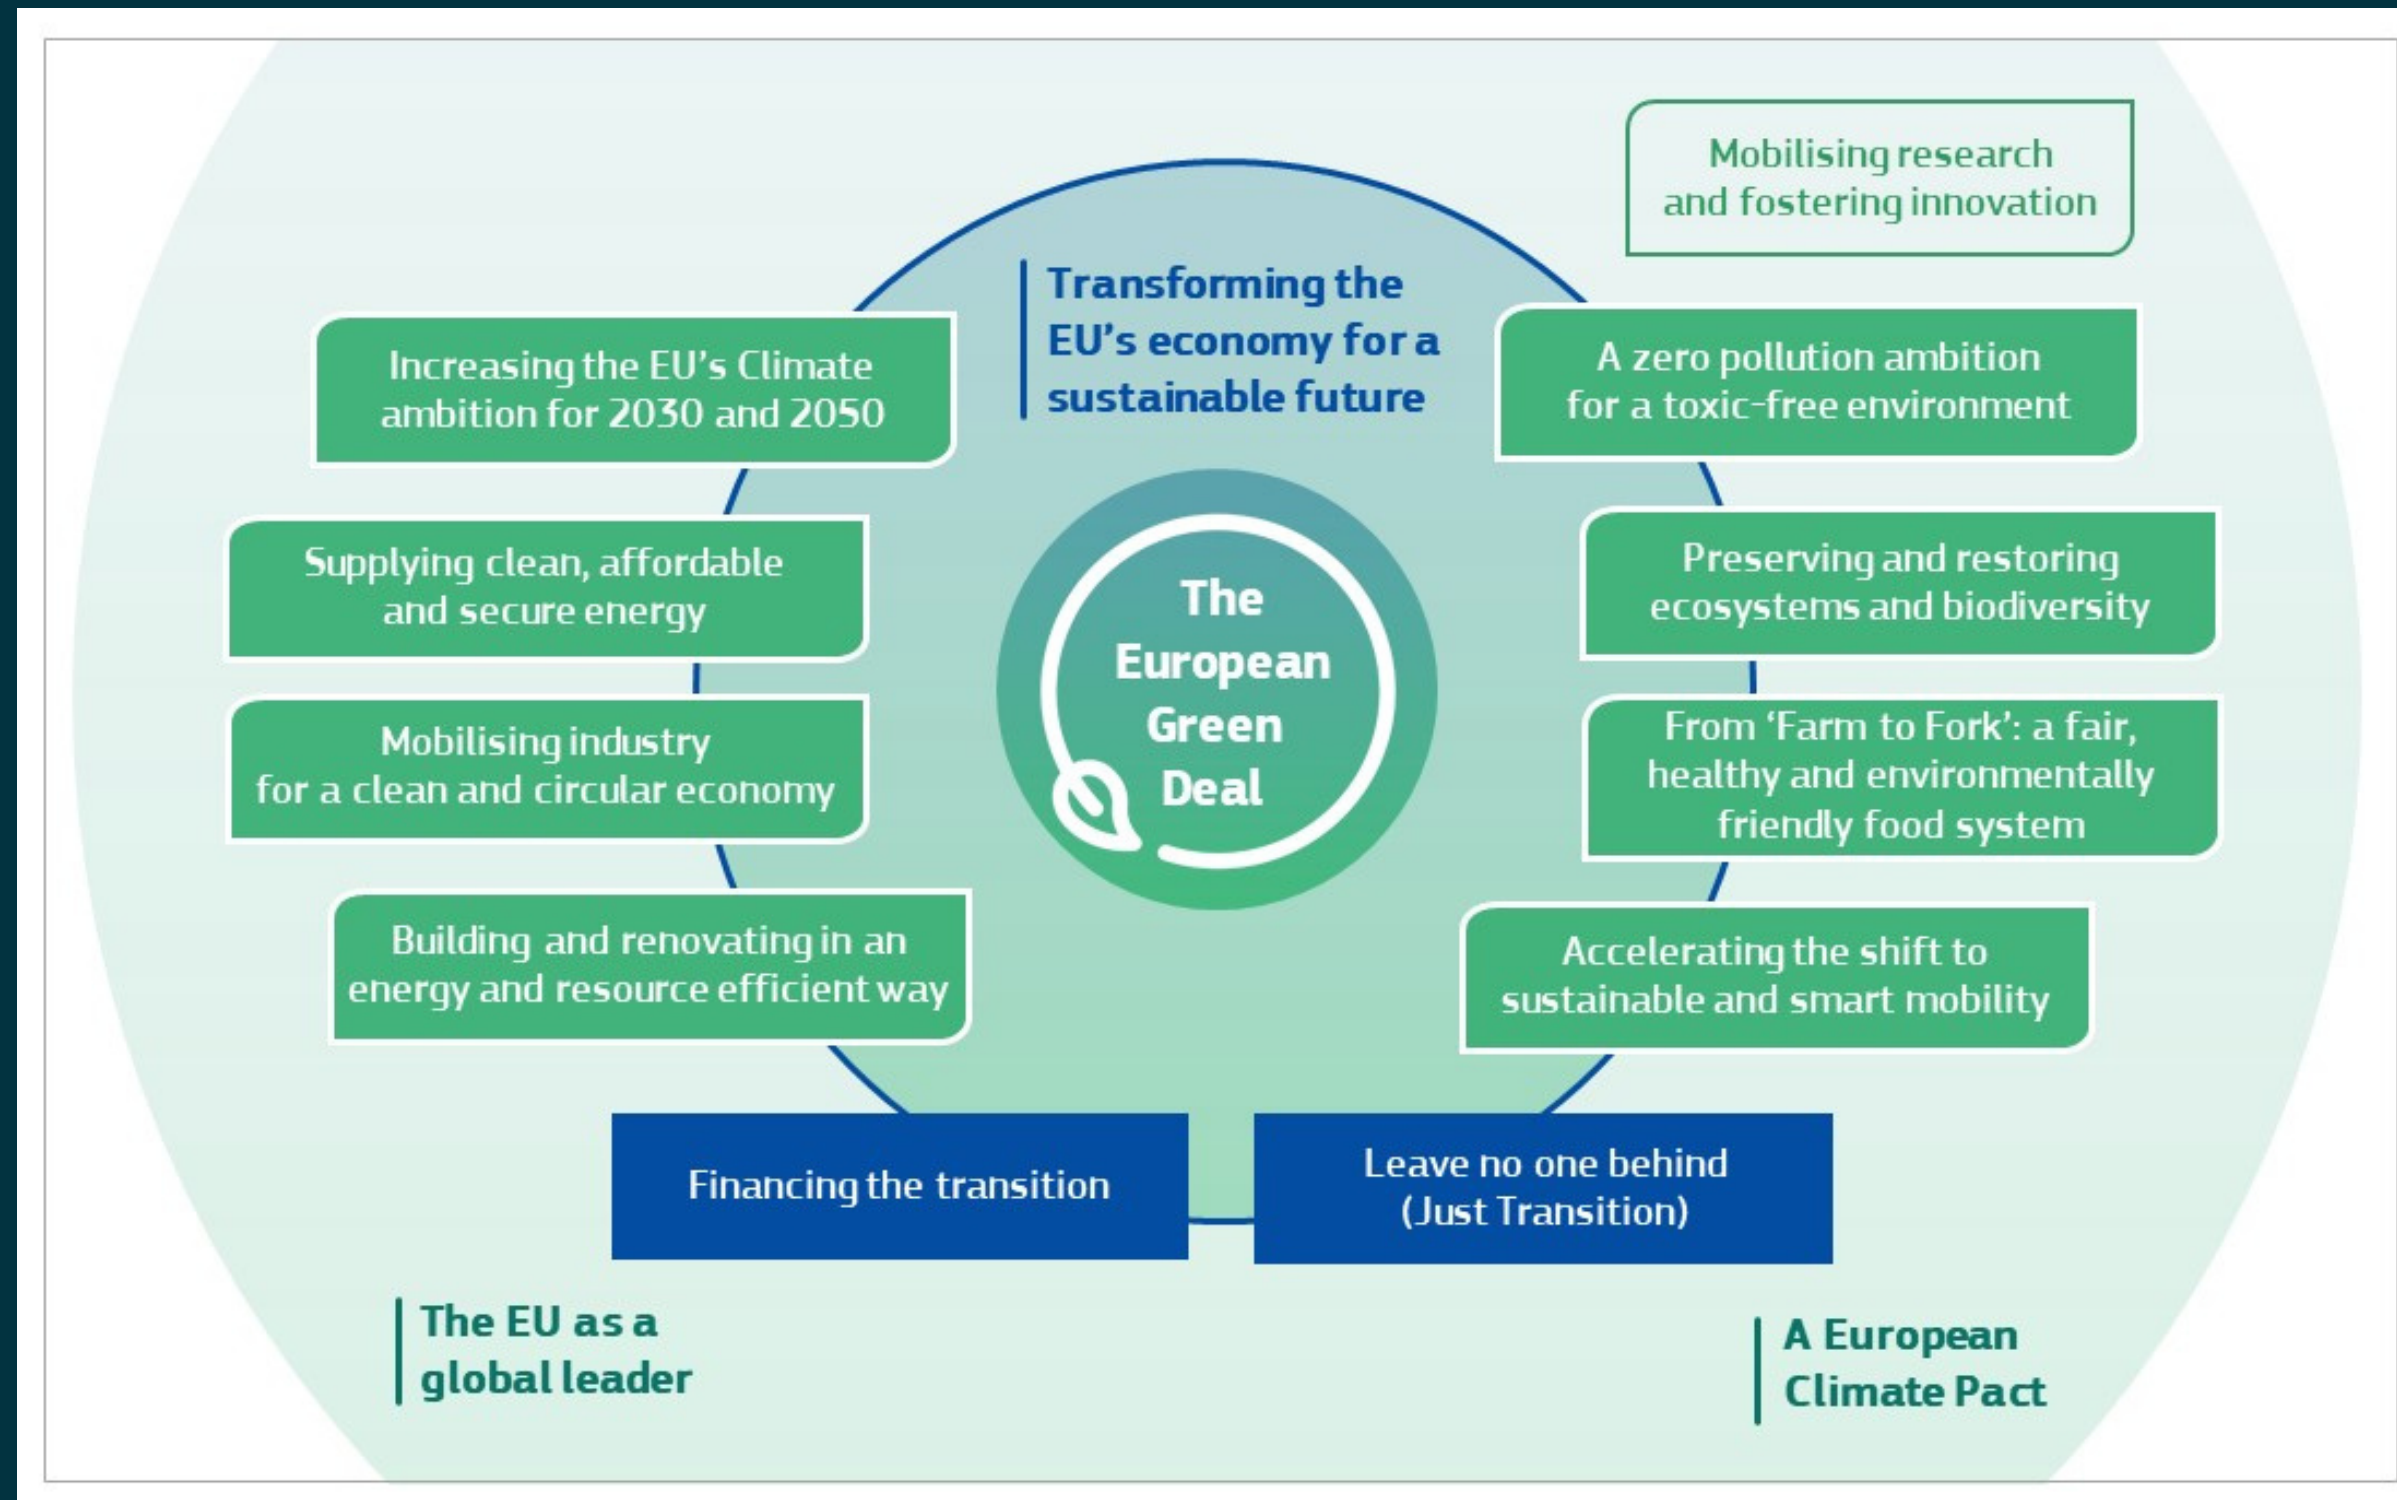 Mobilising research
and fostering innovation
Transforming the
EU's economy for a
sustainable future
Increasing the EU's Climate
ambition for 2030 and 2050
Supplying clean, affordable
and secure energy
Mobilising industry
for a clean and circular economy
Building and renovating in an
energy and resource efficient way
The
European
Green
Deal
A zero pollution ambition
for a toxic-free environment
Preserving and restoring
ecosystems and biodiversity
From ‘Farm to Fork’: a fair,
healthy and environmentally
friendly food system
Accelerating the shift to
sustainable and smart mobility
Financing the transition
Leave no one behind
(Just Transition)
The EU as a
global leader
A European
Climate Pact